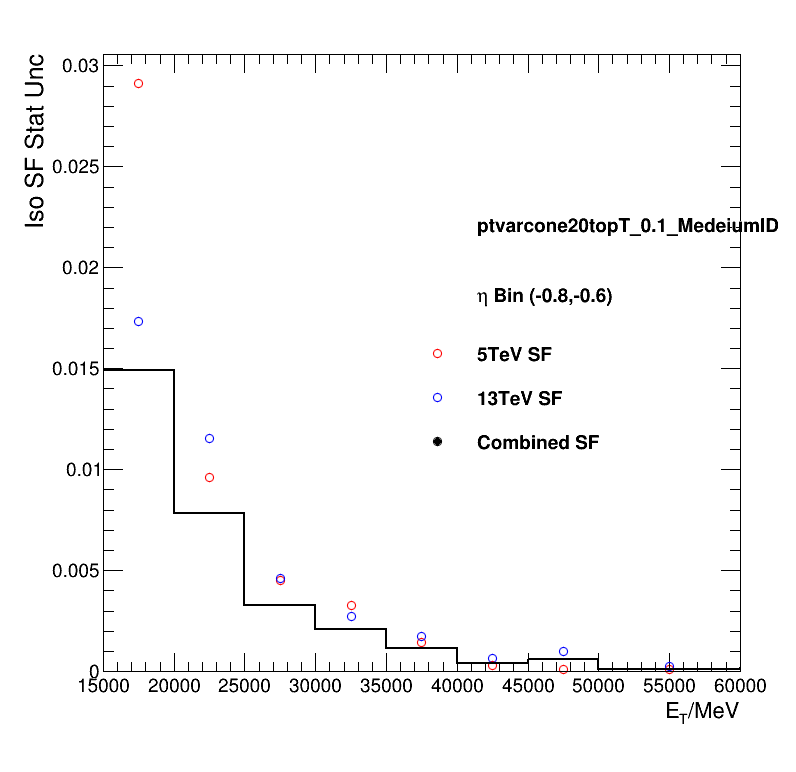 Iso SF Stat Unc
0.03
0.025
0.02
0.015
0.01
0.005
0
ptvarcone20topT_0.1_MedeiumID
η Bin (-0.8,-0.6)
5TeV SF
13TeV SF
Combined SF
15000 20000 25000 30000 35000 40000 45000 50000 55000 60000
E_T/MeV